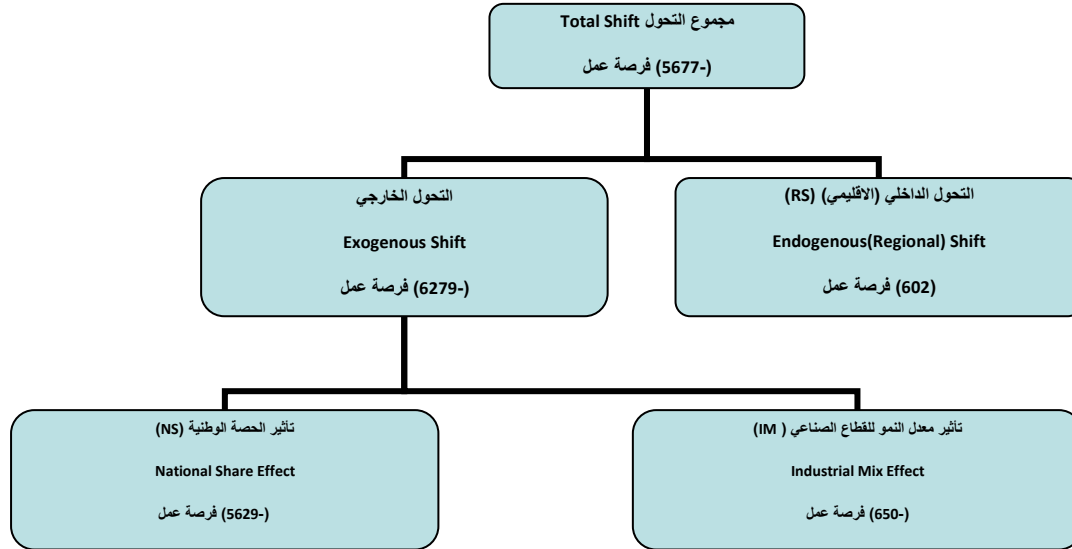 مجموع التحول Total Shift
(5677-) فرصة عمل
التحول الخارجي
Exogenous Shift
(6279-) فرصة عمل
التحول الداخلي (الاقليمي) (RS)
Endogenous(Regional) Shift
(602) فرصة عمل
تأثير الحصة الوطنية (NS)
National Share Effect
(5629-) فرصة عمل
تأثير معدل النمو للقطاع الصناعي ( IM)
Industrial Mix Effect
(650-) فرصة عمل